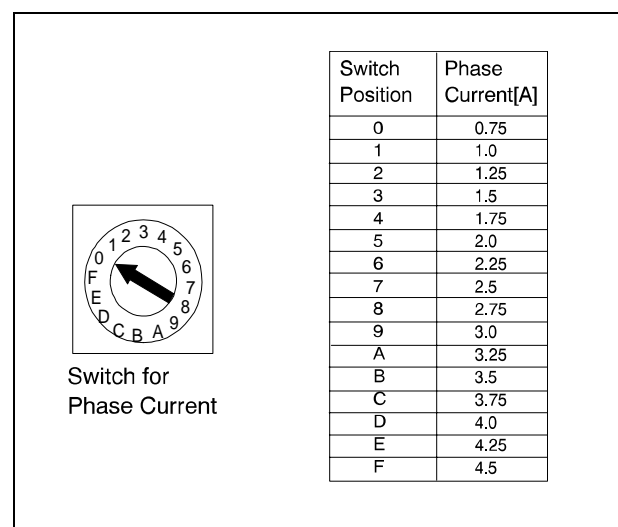 Switch Phase
Position Current[A]
0 0.75
1 1.0
2 1.25
3 1.5
4 1.75
5 2.0
6 2.25
7 2.5
8 2.75
9 3.0
A 3.25
B 3.5
C 3.75
D 4.0
E 4.25
F 4.5
0 1 2 3 4 5 6 7 8 9 A B C D E F
Switch for
Phase Current